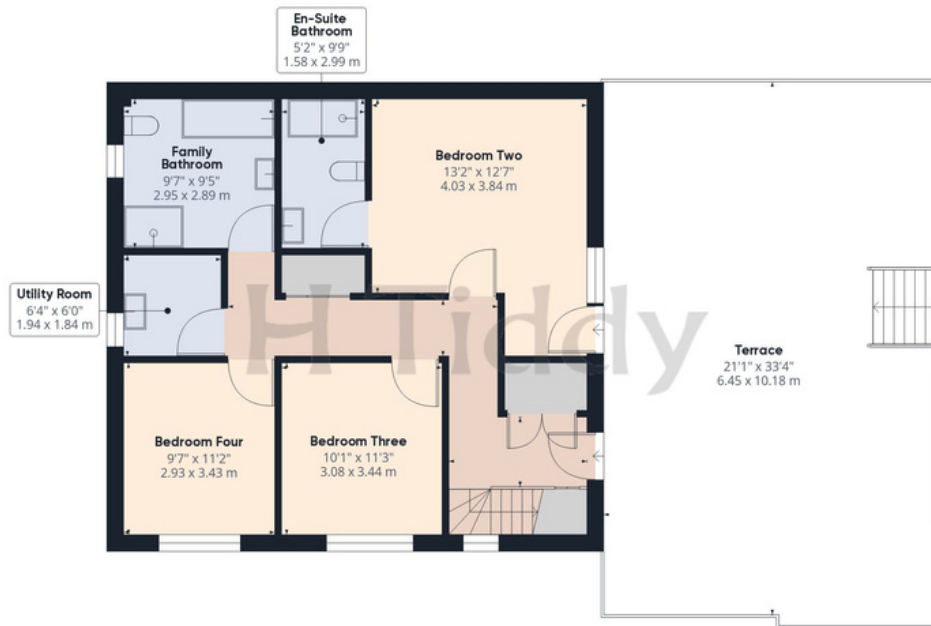 En-Suite
Bathroom
5'2" x 9'9"
1.58 x 2.99 m
Family
Bathroom
9'7" x 9'5"
2.95 x 2.89 m
Bedroom Two
13'2" x 12'7"
4.03 x 3.84 m
Utility Room
6'4" x 6'0"
1.94 x 1.84 m
H Tiddy
Terrace
21'1" x 33'4"
6.45 x 10.18 m
Bedroom Four
9'7" x 11'2"
2.93 x 3.43 m
Bedroom Three
10'1" x 11'3"
3.08 x 3.44 m